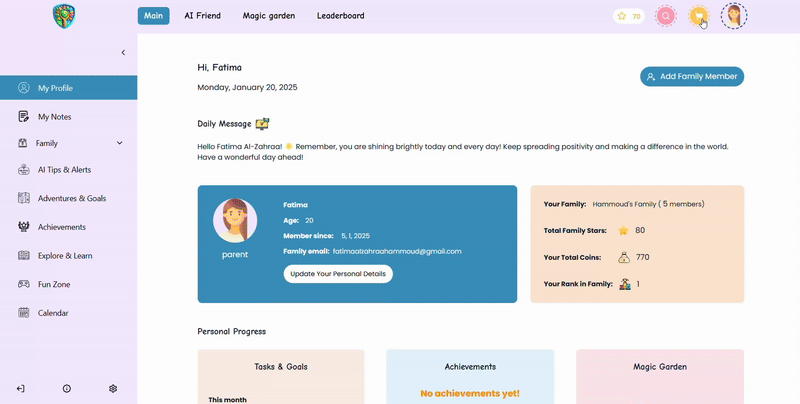 Main AI Friend Magic garden Leaderboard 70
My Profile
My Notes
Family
AI Tips & Alerts
Adventures & Goals
Achievements
Explore & Learn
Fun Zone
Calendar
Hi, Fatima
Monday, January 20, 2025
Add Family Member
Daily Message
Hello Fatima Al-Zahraa! ☀️ Remember, you are shining brightly today and every day! Keep spreading positivity and making a difference in the world.
Have a wonderful day ahead!
parent
Fatima
Age: 20
Member since: 5, 1, 2025
Family email: fatimaalzahraahammoud@gmail.com
Update Your Personal Details
Your Family: Hammoud's Family ( 5 members)
Total Family Stars: 80
Your Total Coins: 770
Your Rank in Family: 1
Personal Progress
Tasks & Goals
This month
Achievements
No achievements yet!
Magic Garden